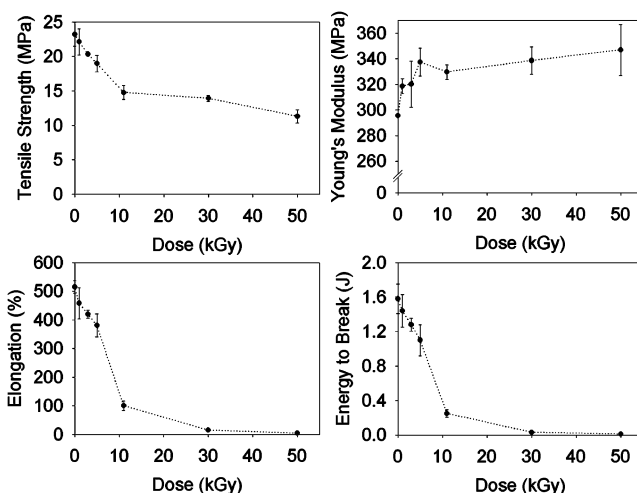 Tensile Strength (MPa)
25
20
15
10
5
0
0 10 20 30 40 50
Dose (kGy)
Young's Modulus (MPa)
360
340
320
300
280
260
0
0 10 20 30 40 50
Dose (kGy)
Elongation (%)
600
500
400
300
200
100
0
0 10 20 30 40 50
Dose (kGy)
Energy to Break (J)
2.0
1.6
1.2
0.8
0.4
0.0
0 10 20 30 40 50
Dose (kGy)